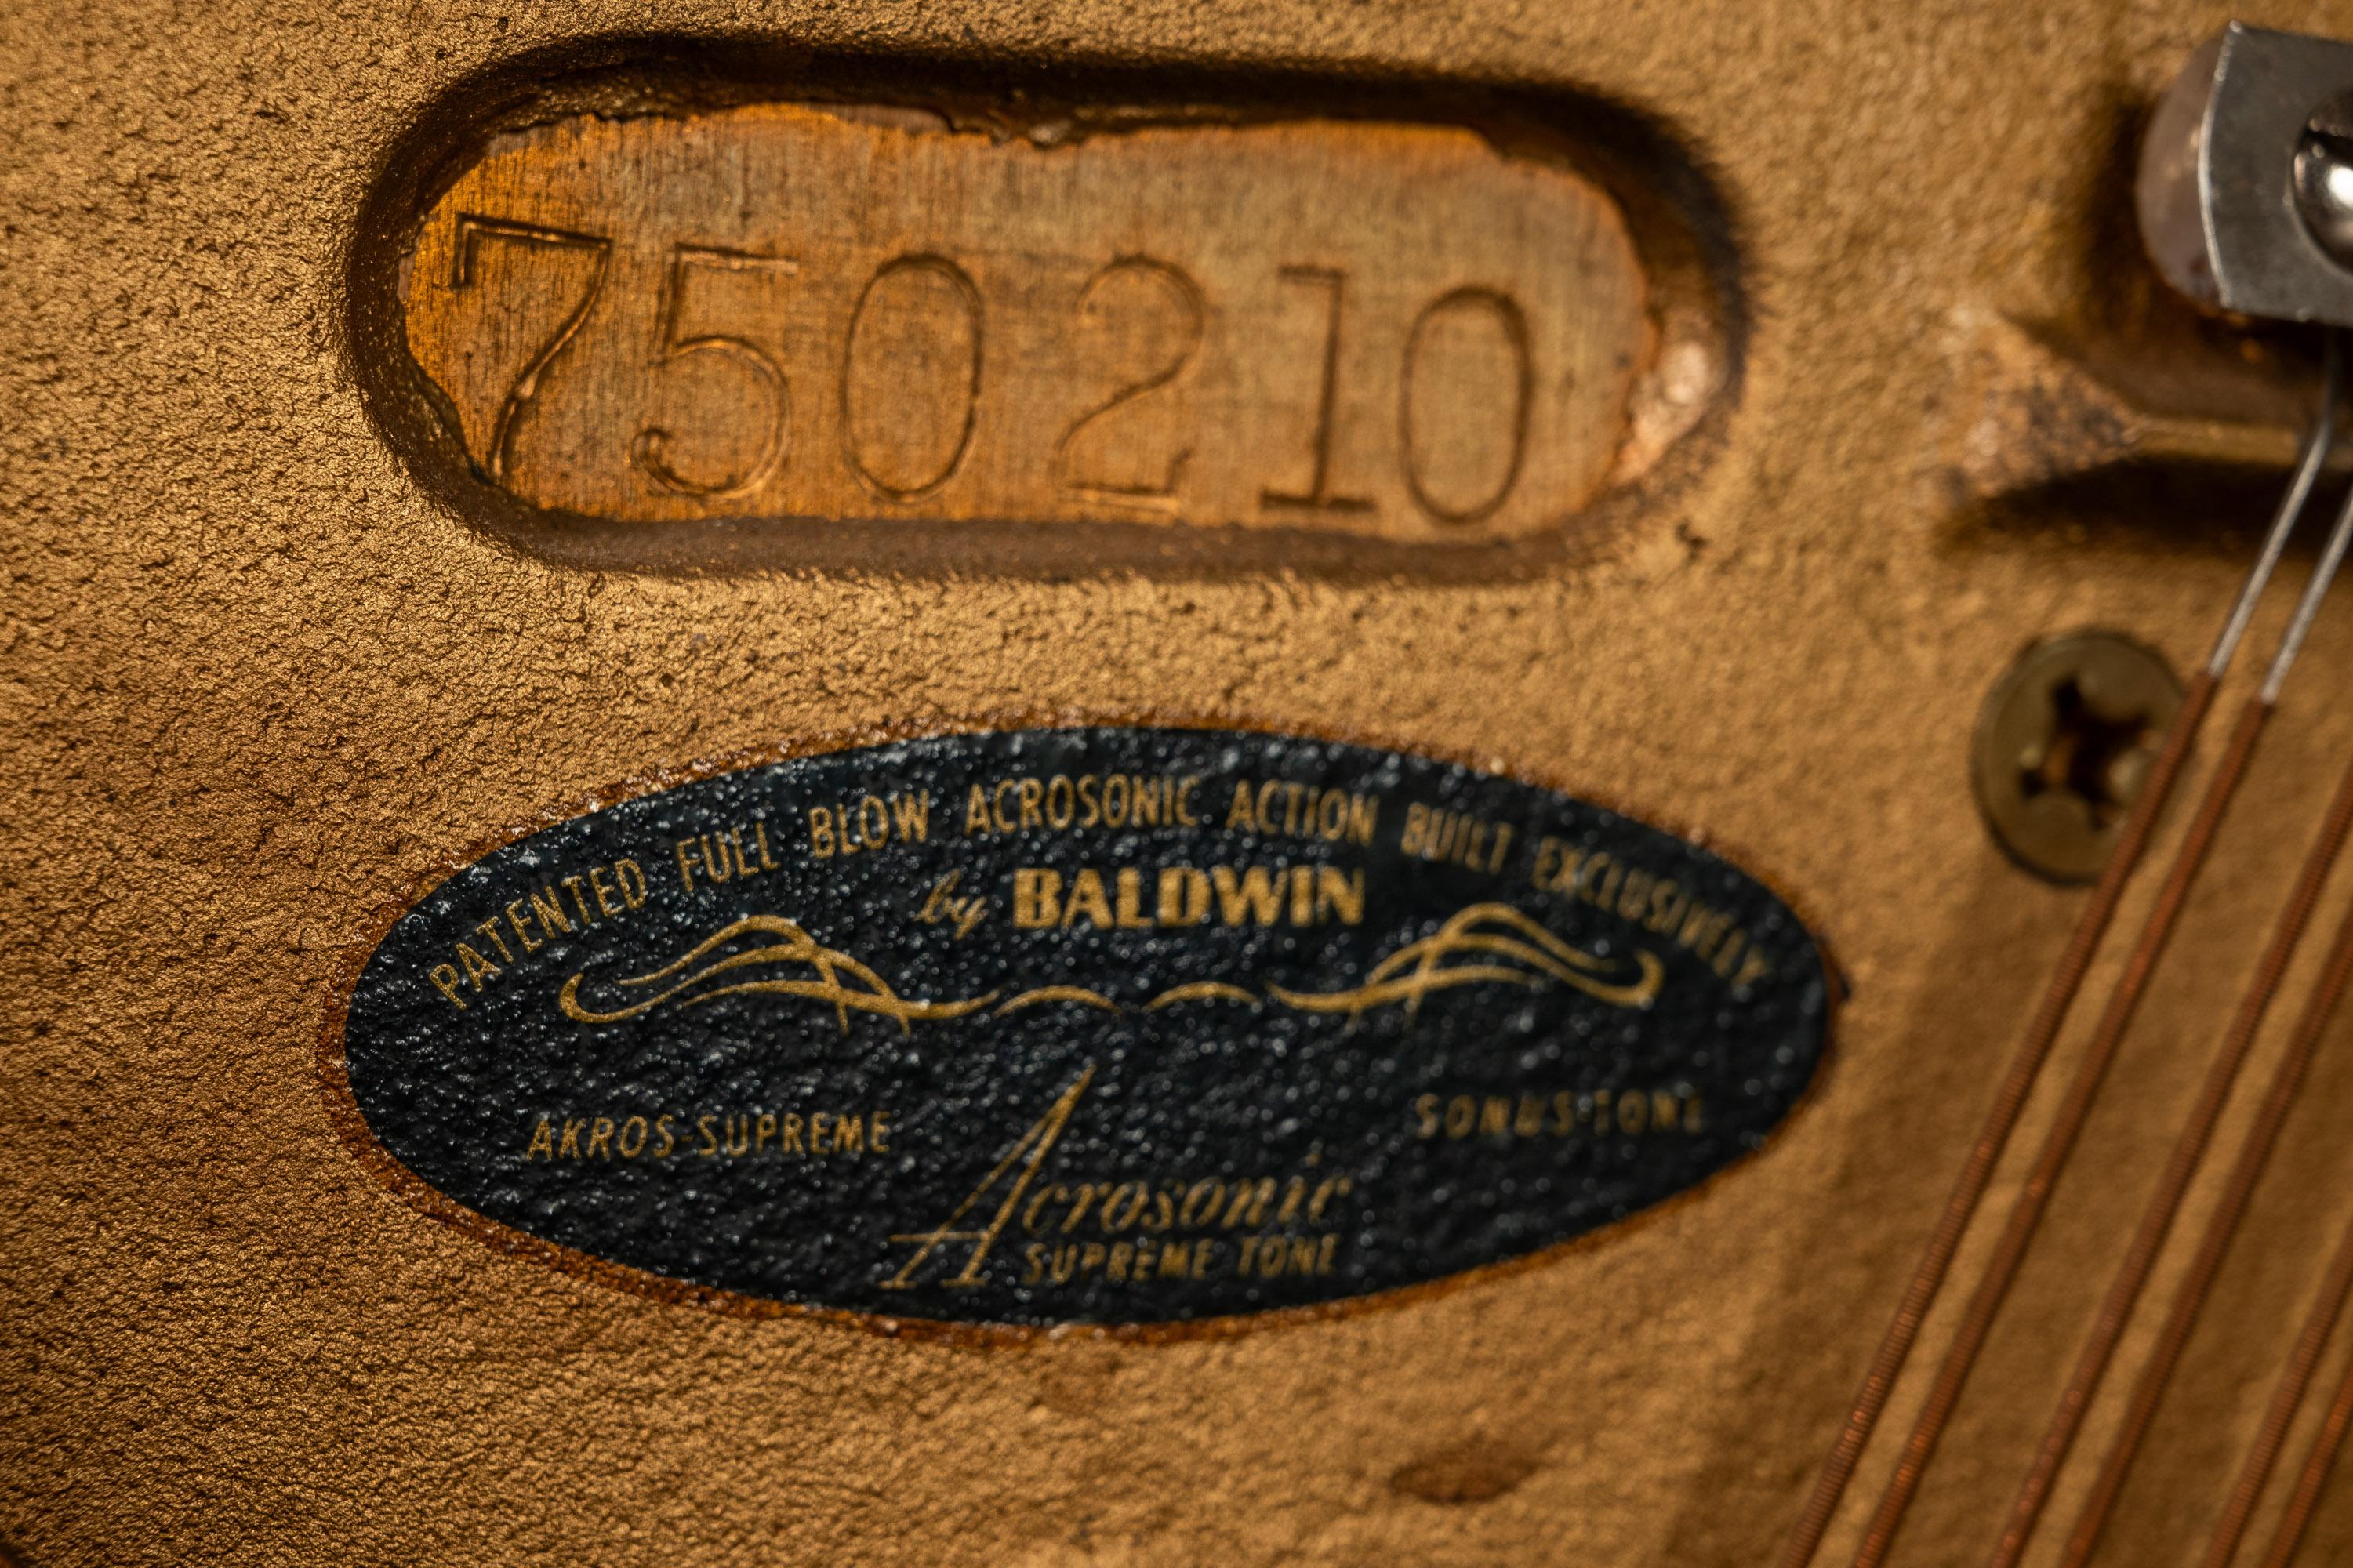 750210
PATENTED FULL BLOW ACROSONIC ACTION BUILT EXCLUSIVELY
by BALDWIN
AKROS-SUPREME
SONUS-TONE
Acrosonic
SUPREME TONE